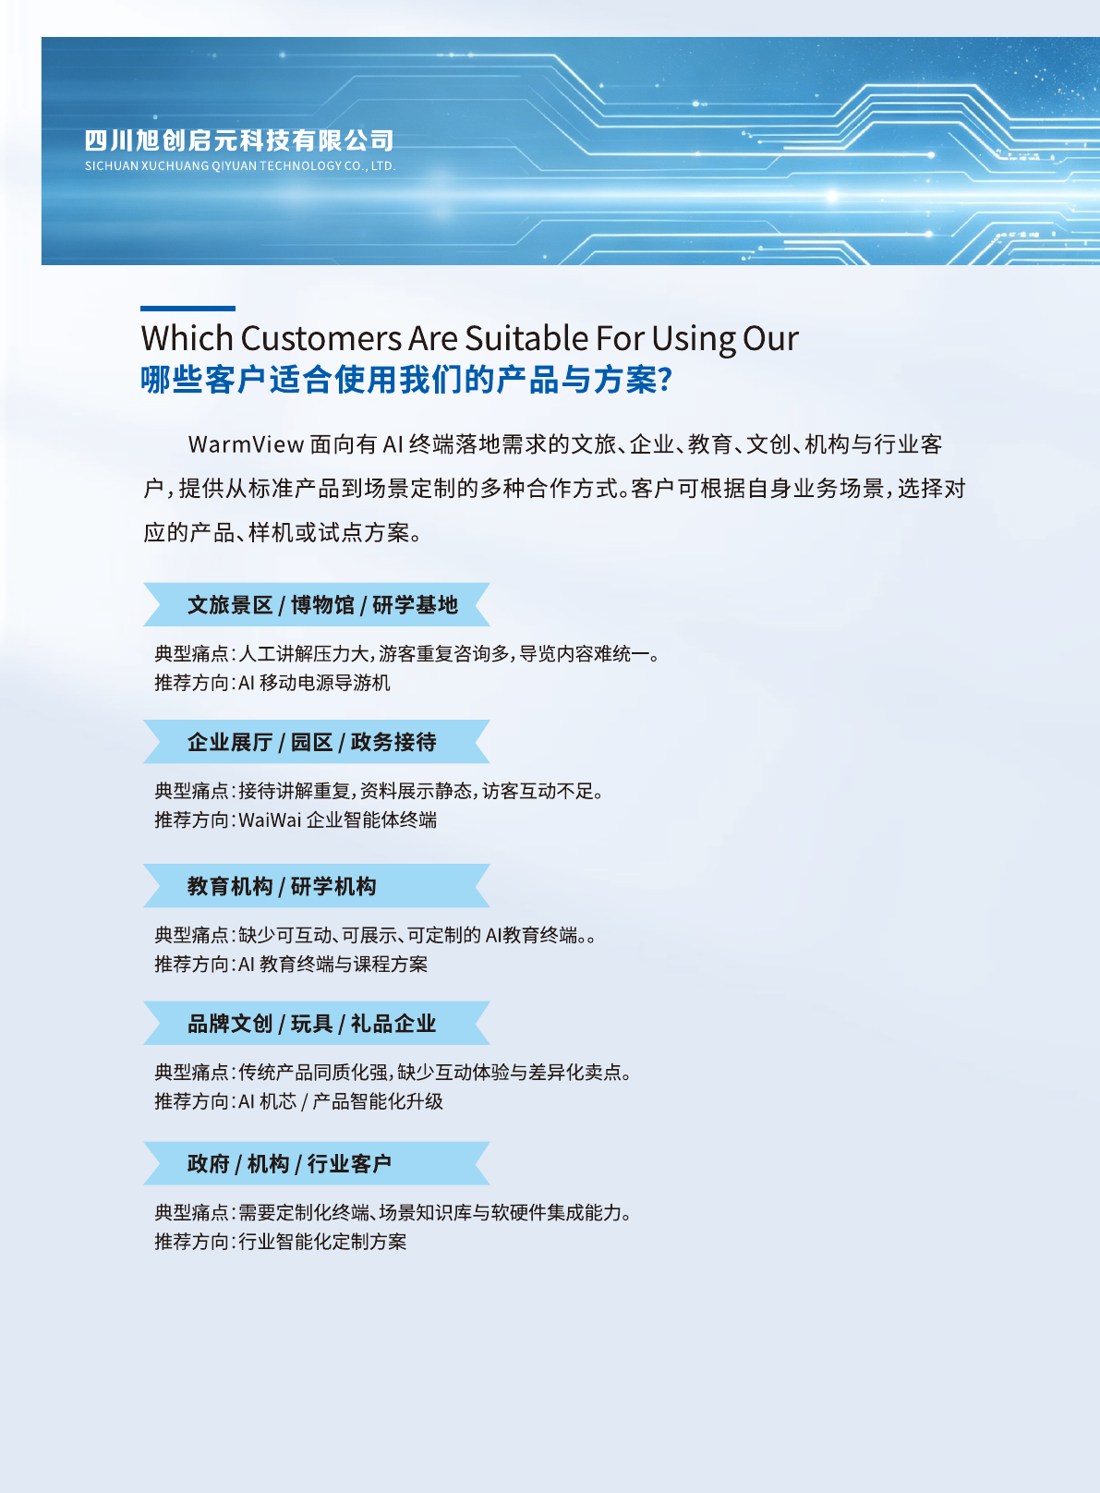 四川旭创启元科技有限公司
SICHUAN XUCHUANG QIYUAN TECHNOLOGY CO., LTD.
Which Customers Are Suitable For Using Our
哪些客户适合使用我们的产品与方案？
WarmView 面向有 AI 终端落地需求的文旅、企业、教育、文创、机构与行业客
户，提供从标准产品到场景定制的多种合作方式。客户可根据自身业务场景，选择对
应的产品、样机或试点方案。
文旅景区 / 博物馆 / 研学基地
典型痛点：人工讲解压力大，游客重复咨询多，导览内容难统一。
推荐方向：AI 移动电源导游机
企业展厅 / 园区 / 政务接待
典型痛点：接待讲解重复，资料展示静态，访客互动不足。
推荐方向：WaiWai 企业智能体终端
教育机构 / 研学机构
典型痛点：缺少可互动、可展示、可定制的 AI教育终端。。
推荐方向：AI 教育终端与课程方案
品牌文创 / 玩具 / 礼品企业
典型痛点：传统产品同质化强，缺少互动体验与差异化卖点。
推荐方向：AI 机芯 / 产品智能化升级
政府 / 机构 / 行业客户
典型痛点：需要定制化终端、场景知识库与软硬件集成能力。
推荐方向：行业智能化定制方案